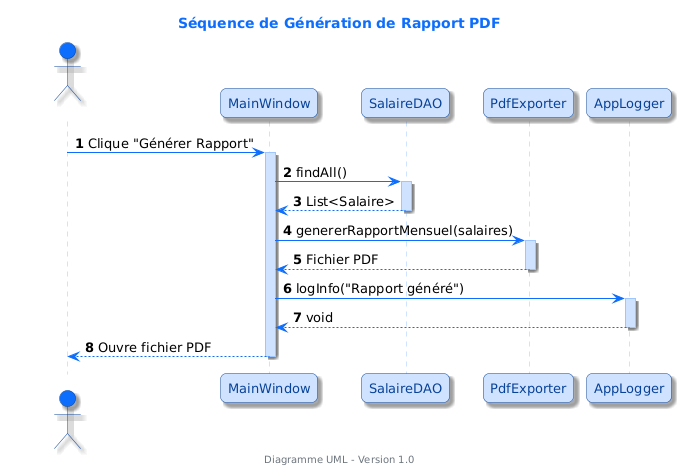 Séquence de Génération de Rapport PDF
MainWindow SalaireDAO PdfExporter AppLogger
1 Clique "Générer Rapport"
2 findAll()
3 List<Salaire>
4 genererRapportMensuel(salaires)
5 Fichier PDF
6 logInfo("Rapport généré")
7 void
8 Ouvre fichier PDF
MainWindow SalaireDAO PdfExporter AppLogger
Diagramme UML - Version 1.0